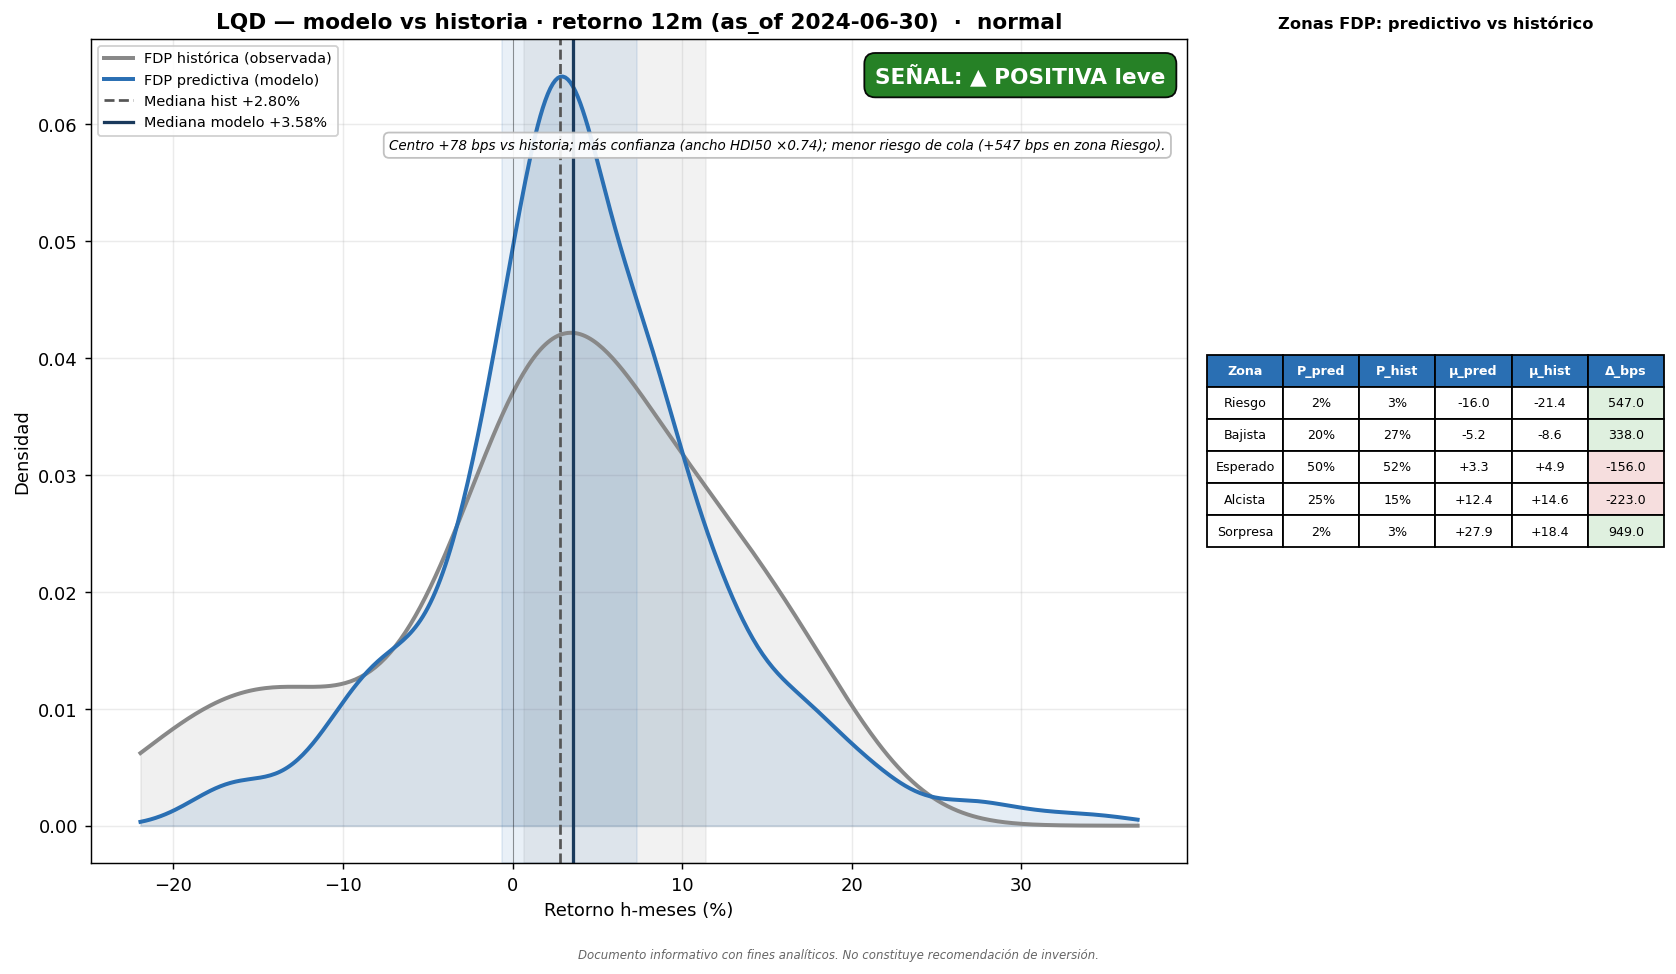 LQD — modelo vs historia · retorno 12m (as_of 2024-06-30)  ·  normal
FDP histórica (observada)
FDP predictiva (modelo)
Mediana hist +2.80%
Mediana modelo +3.58%
SEÑAL: ▲ POSITIVA leve
Centro +78 bps vs historia; más confianza (ancho HDI50 ×0.74); menor riesgo de cola (+547 bps en zona Riesgo).
0.06
0.05
0.04
0.03
0.02
0.01
0.00
Densidad
−20 −10 0 10 20 30
Retorno h-meses (%)
Zonas FDP: predictivo vs histórico
Zona P_pred P_hist μ_pred μ_hist Δ_bps
Riesgo 2% 3% -16.0 -21.4 547.0
Bajista 20% 27% -5.2 -8.6 338.0
Esperado 50% 52% +3.3 +4.9 -156.0
Alcista 25% 15% +12.4 +14.6 -223.0
Sorpresa 2% 3% +27.9 +18.4 949.0
Documento informativo con fines analíticos. No constituye recomendación de inversión.